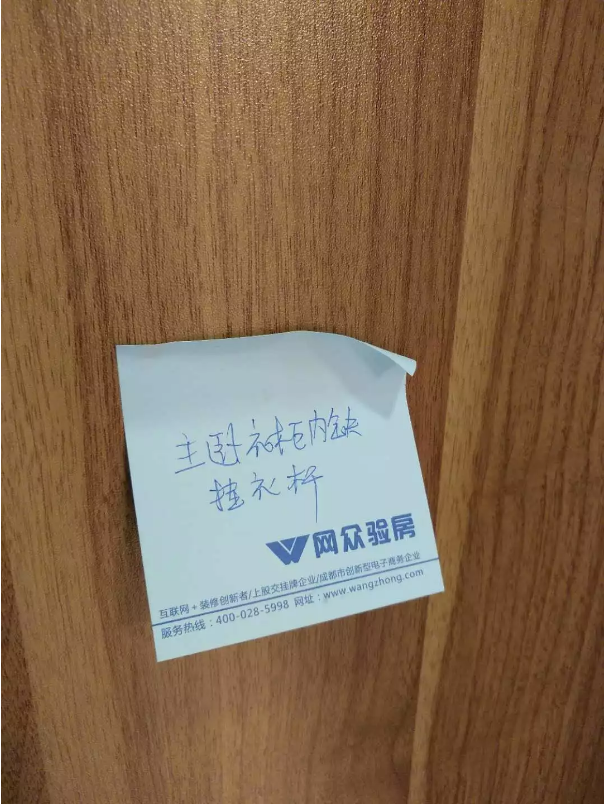 主卧衣柜内缺
挂衣杆
网众验房
互联网+装修创新者/上股交挂牌企业/成都市创新型电子商务企业
服务热线：400-028-5998 网址：www.wangzhong.com